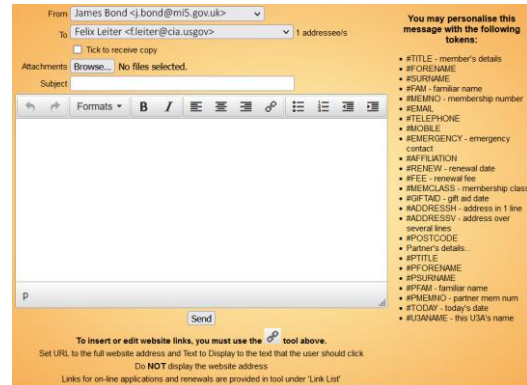 From James Bond <j.bond@mi5.gov.uk>
To Felix Leiter <f.leiter@cia.usgov> 1 addressee/s
Tick to receive copy
Attachments Browse... No files selected.
Subject
Formats B I
p
Send
To insert or edit website links, you must use the tool above.
Set URL to the full website address and Text to Display to the text that the user should click
Do NOT display the website address
Links for on-line applications and renewals are provided in tool under 'Link List'
You may personalise this
message with the following
tokens:
• #TITLE - member's details
• #FORENAME
• #SURNAME
• #FAM - familiar name
• #MEMNO - membership number
• #EMAIL
• #TELEPHONE
• #MOBILE
• #EMERGENCY - emergency
contact
• #AFFILIATION
• #RENEW - renewal date
• #FEE - renewal fee
• #MEMCLASS - membership class
• #GIFTAID - gift aid date
• #ADDRESSH - address in 1 line
• #ADDRESSV - address over
several lines
• #POSTCODE
• Partner's details...
• #PTITLE
• #PFORENAME
• #PSURNAME
• #PFAM - familiar name
• #PMEMNO - partner mem num
• #TODAY - today's date
• #U3ANAME - this U3A's name